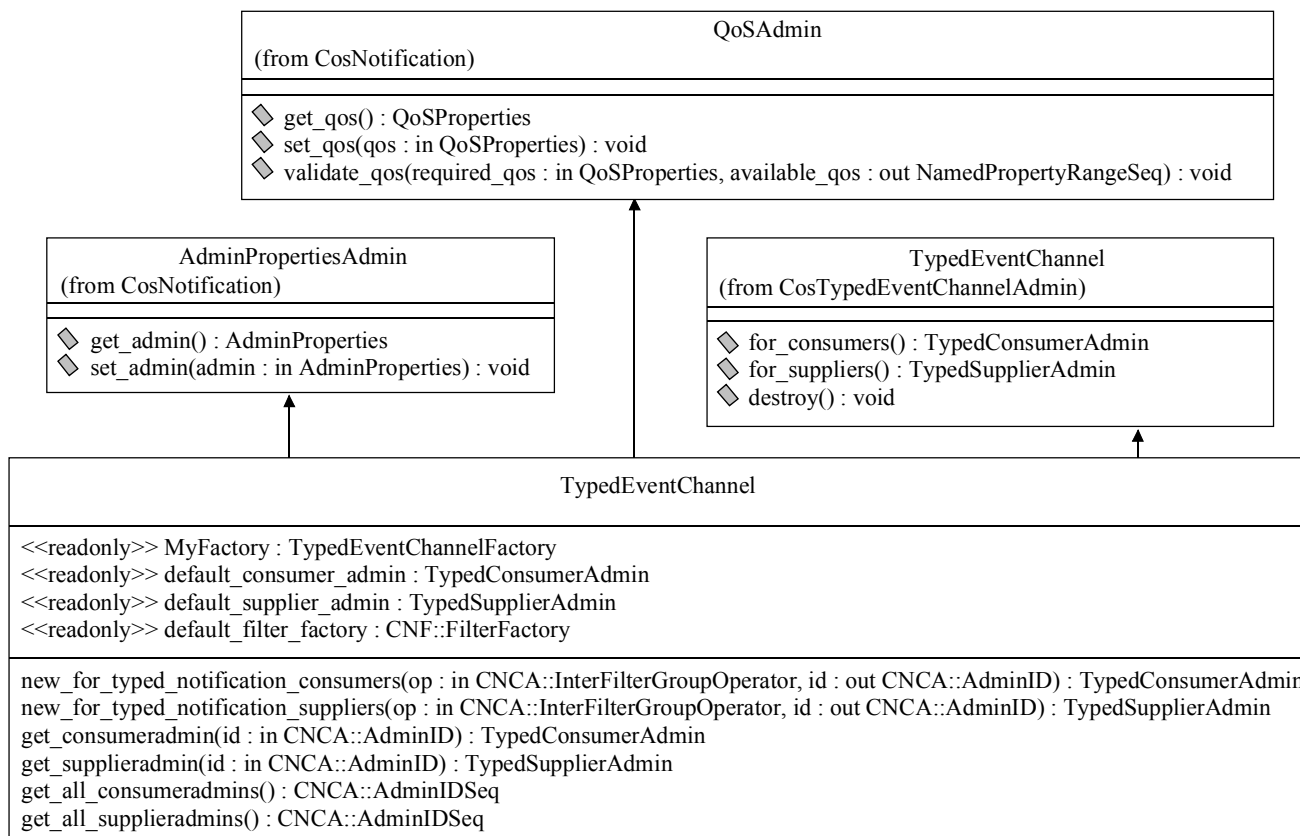 QoSAdmin
(from CosNotification)
get_qos() : QoSProperties
set_qos(qos : in QoSProperties) : void
validate_qos(required_qos : in QoSProperties, available_qos : out NamedPropertyRangeSeq) : void
AdminPropertiesAdmin
(from CosNotification)
get_admin() : AdminProperties
set_admin(admin : in AdminProperties) : void
TypedEventChannel
(from CosTypedEventChannelAdmin)
for_consumers() : TypedConsumerAdmin
for_suppliers() : TypedSupplierAdmin
destroy() : void
TypedEventChannel
<<readonly>> MyFactory : TypedEventChannelFactory
<<readonly>> default_consumer_admin : TypedConsumerAdmin
<<readonly>> default_supplier_admin : TypedSupplierAdmin
<<readonly>> default_filter_factory : CNF::FilterFactory
new_for_typed_notification_consumers(op : in CNCA::InterFilterGroupOperator, id : out CNCA::AdminID) : TypedConsumerAdmin
new_for_typed_notification_suppliers(op : in CNCA::InterFilterGroupOperator, id : out CNCA::AdminID) : TypedSupplierAdmin
get_consumeradmin(id : in CNCA::AdminID) : TypedConsumerAdmin
get_supplieradmin(id : in CNCA::AdminID) : TypedSupplierAdmin
get_all_consumeradmins() : CNCA::AdminIDSeq
get_all_supplieradmins() : CNCA::AdminIDSeq